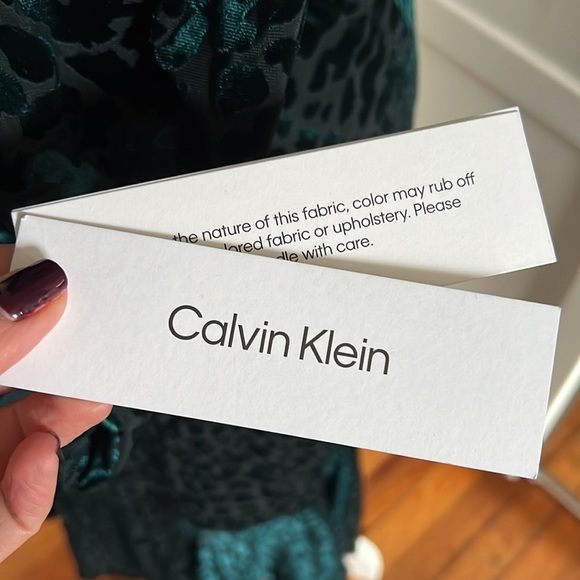 the nature of this fabric, color may rub off
fabric or upholstery. Please
with care.
Calvin Klein